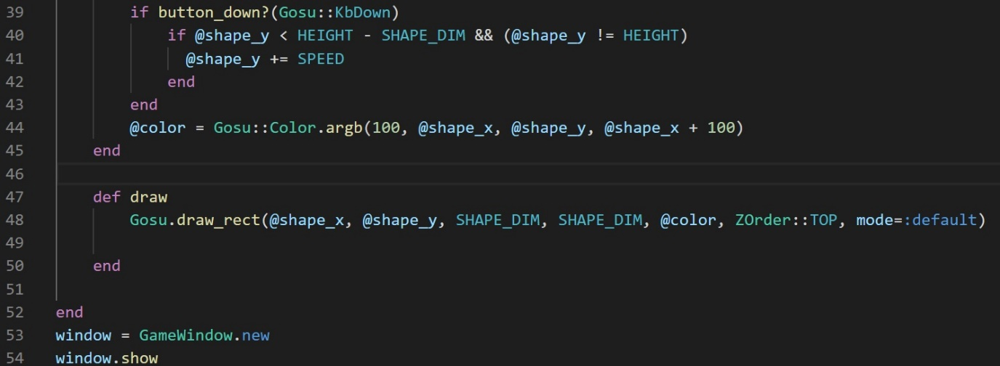 39 if button_down?(Gosu::KbDown)
40 if @shape_y < HEIGHT - SHAPE_DIM && (@shape_y != HEIGHT)
41 @shape_y += SPEED
42 end
43 end
44 @color = Gosu::Color.argb(100, @shape_x, @shape_y, @shape_x + 100)
45 end
46
47 def draw
48 Gosu.draw_rect(@shape_x, @shape_y, SHAPE_DIM, SHAPE_DIM, @color, ZOrder::TOP, mode=:default)
49
50 end
51
52 end
53 window = GameWindow.new
54 window.show